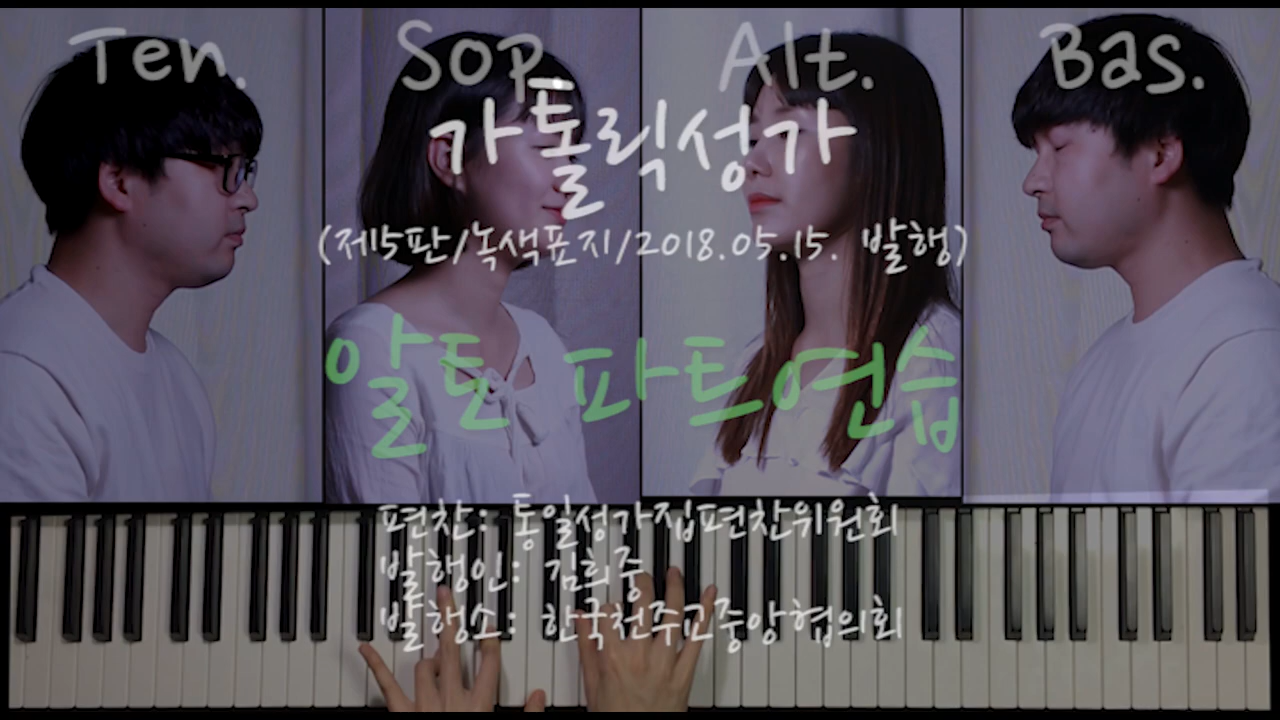 Ten. Sop. Alt. Bas.
가톨릭성가
(제5판/녹색표지/2018.05.15. 발행)
알토 파트연습
편찬: 통일성가집편찬위원회
발행인: 김희중
발행소: 한국천주교중앙협의회